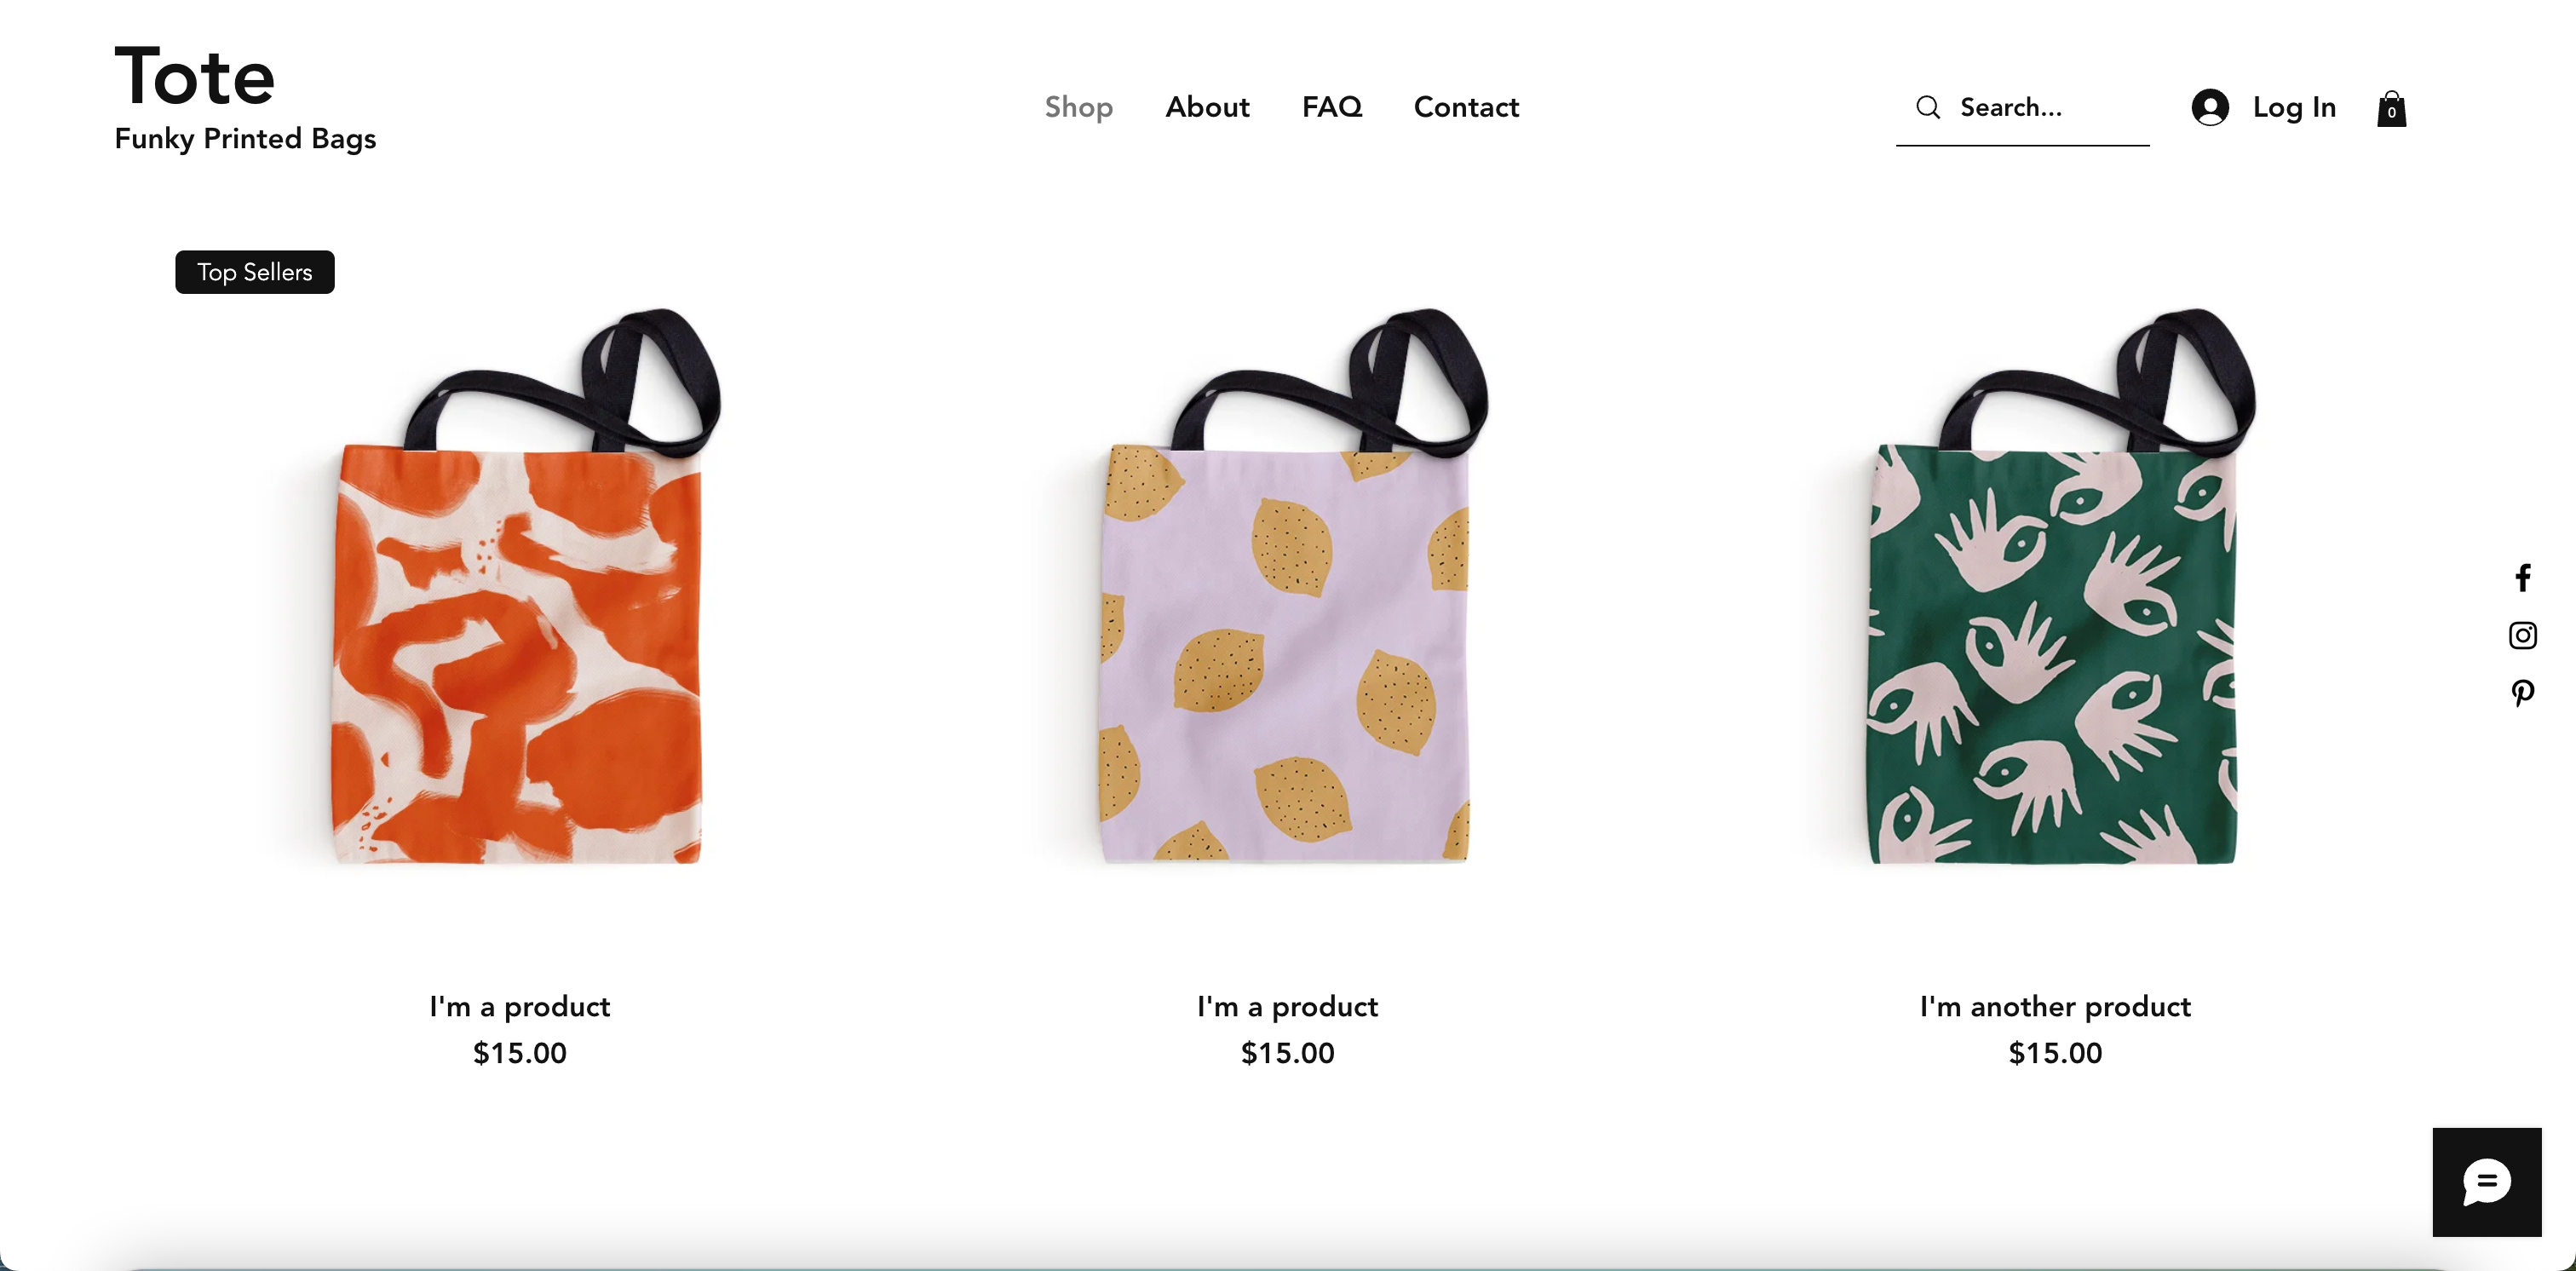 Tote
Funky Printed Bags
Shop About FAQ Contact
Search...
Log In
0
Top Sellers
I'm a product
$15.00
I'm a product
$15.00
I'm another product
$15.00